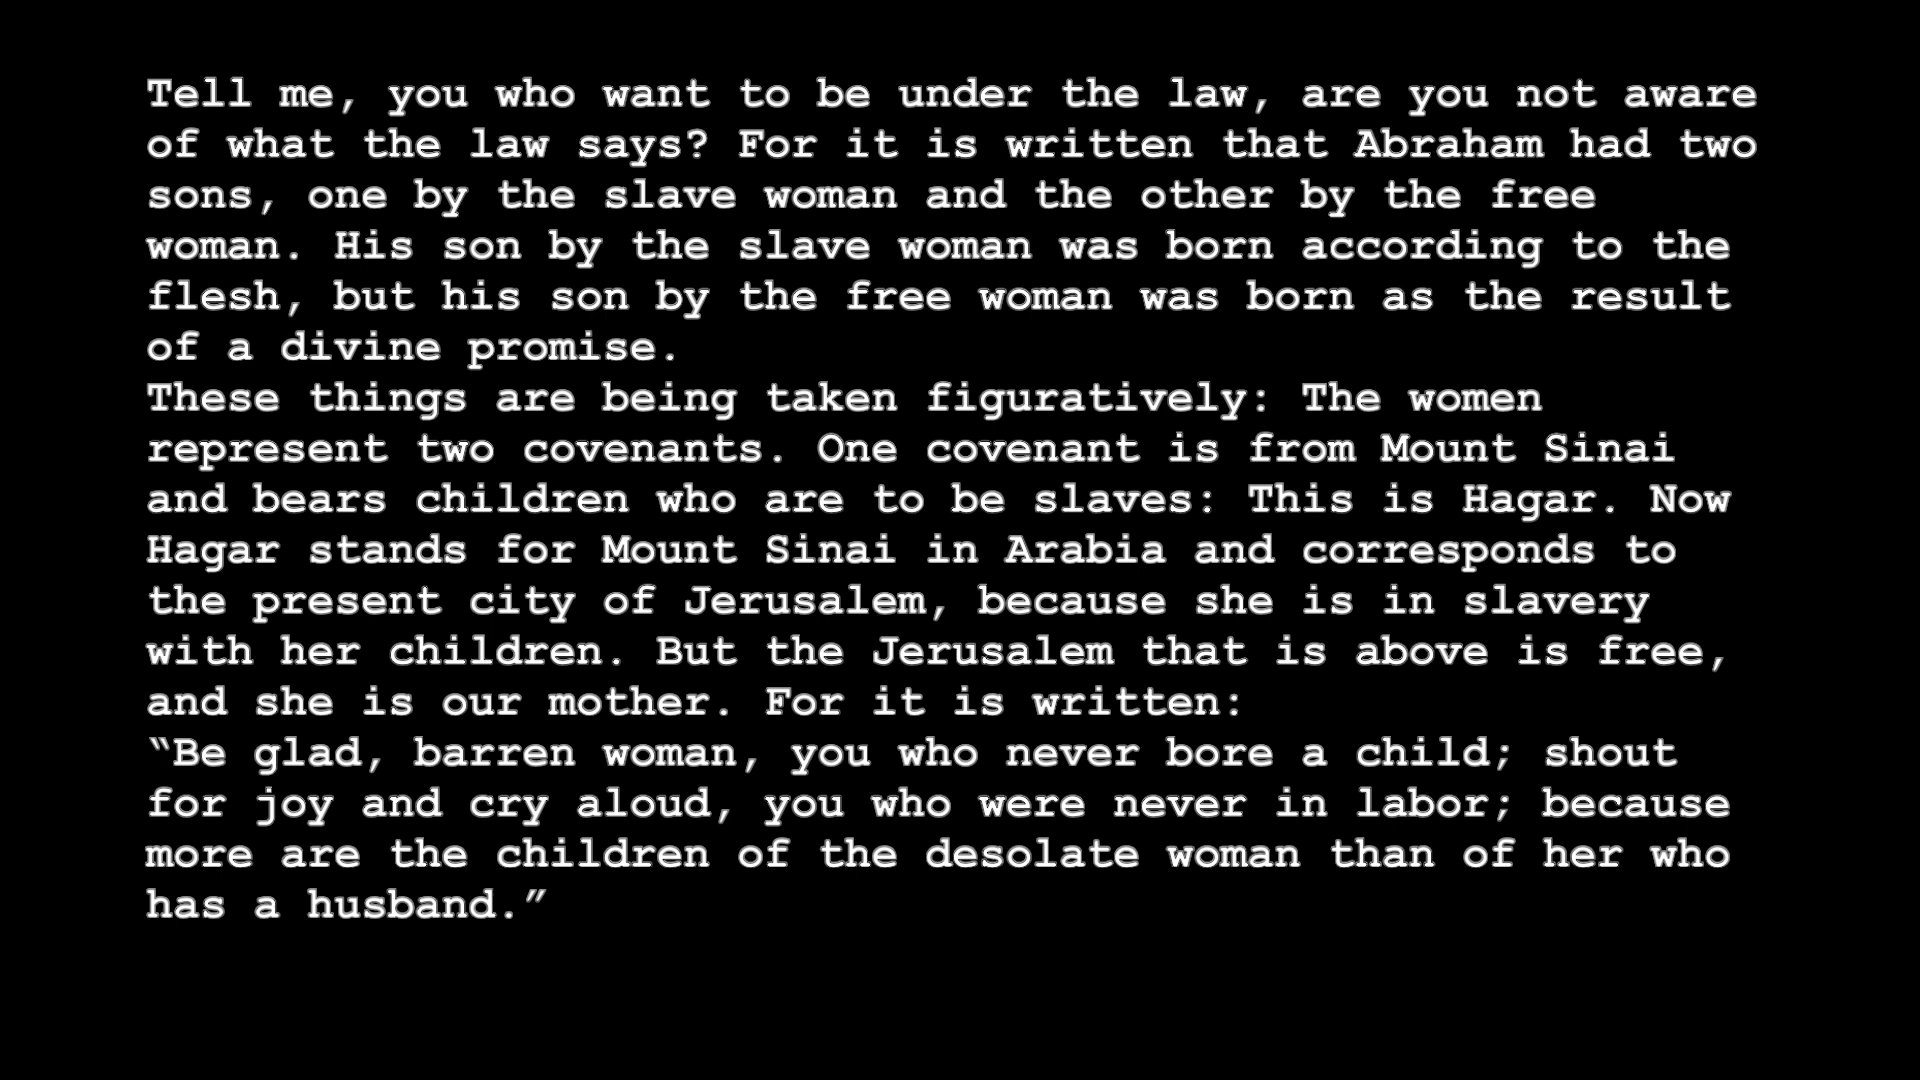 Tell me, you who want to be under the law, are you not aware
of what the law says? For it is written that Abraham had two
sons, one by the slave woman and the other by the free
woman. His son by the slave woman was born according to the
flesh, but his son by the free woman was born as the result
of a divine promise.
These things are being taken figuratively: The women
represent two covenants. One covenant is from Mount Sinai
and bears children who are to be slaves: This is Hagar. Now
Hagar stands for Mount Sinai in Arabia and corresponds to
the present city of Jerusalem, because she is in slavery
with her children. But the Jerusalem that is above is free,
and she is our mother. For it is written:
“Be glad, barren woman, you who never bore a child; shout
for joy and cry aloud, you who were never in labor; because
more are the children of the desolate woman than of her who
has a husband.”